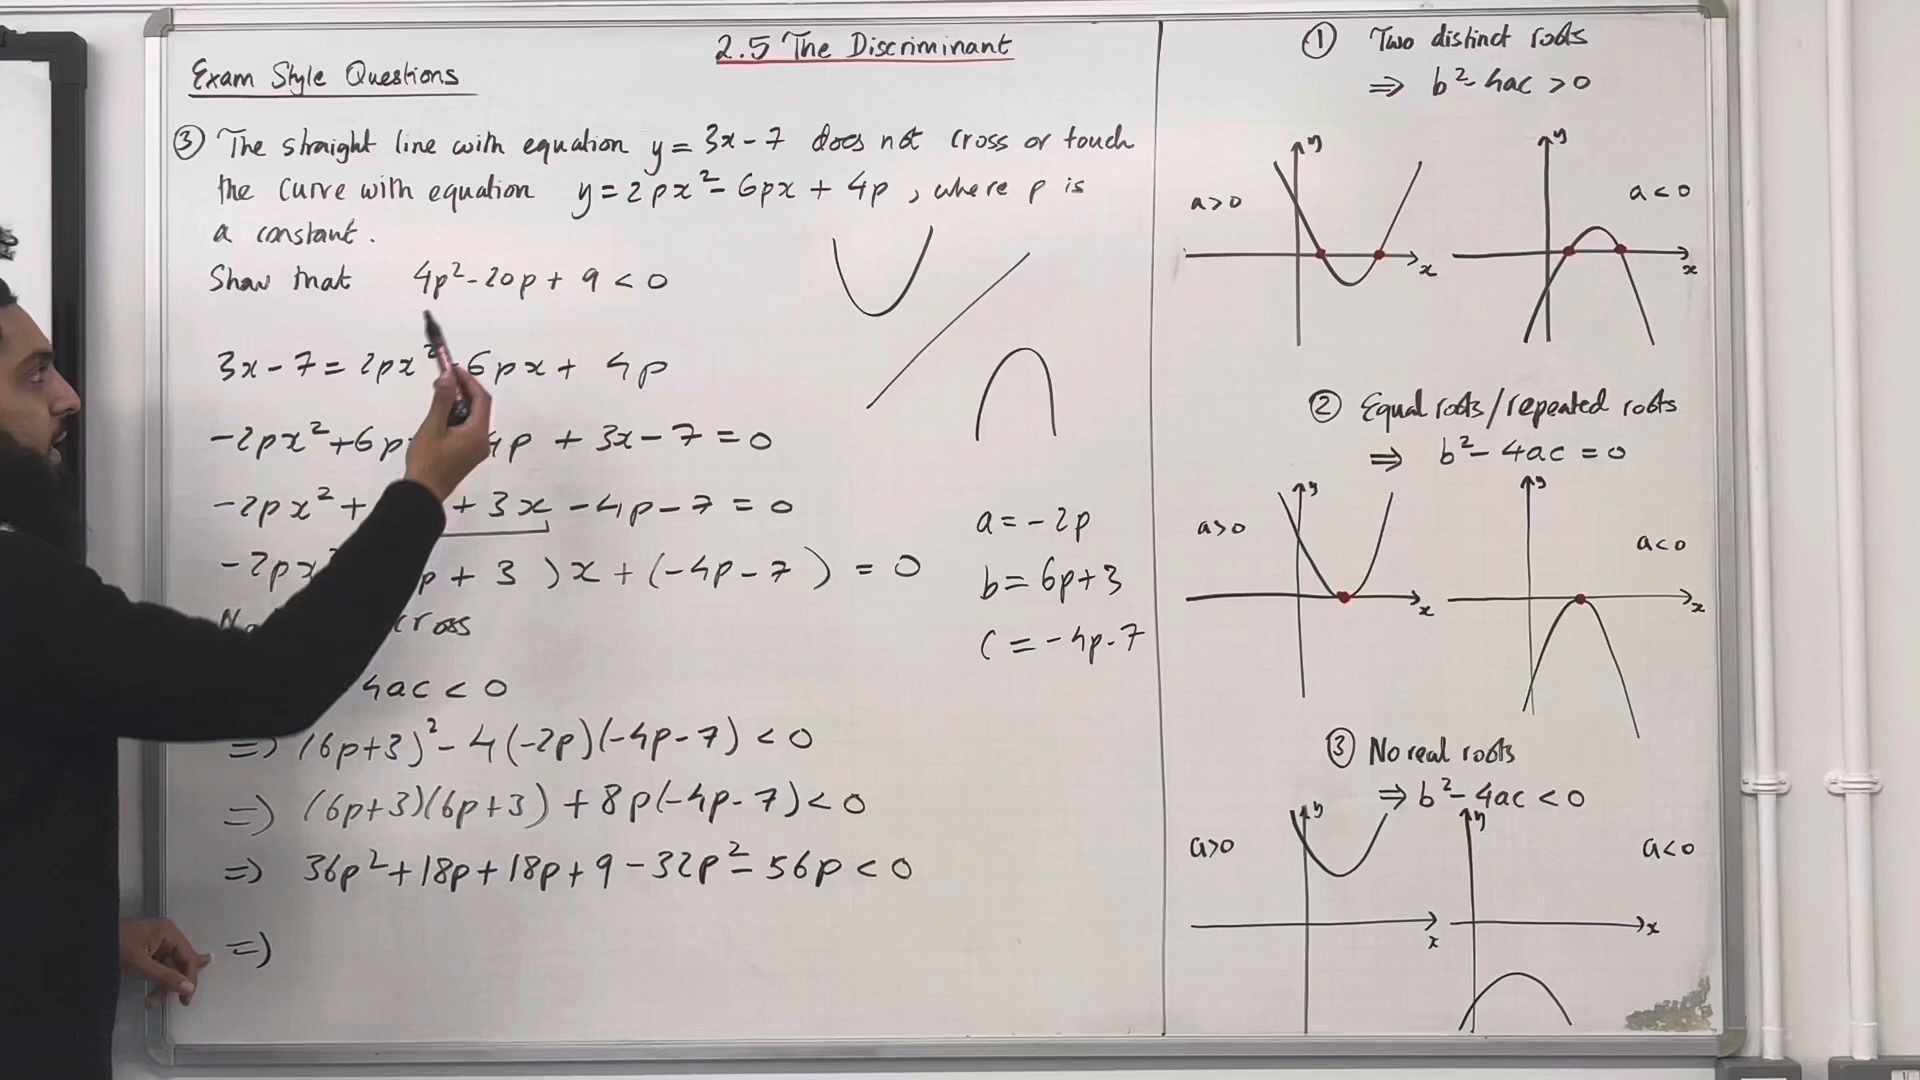 2.5 The Discriminant
Exam Style Questions
③ The straight line with equation y = 3x - 7 does not cross or touch
the curve with equation y = 2px² - 6px + 4p , where p is
a constant .
Show that 4p² - 20p + 9 < 0
3x - 7 = 2px² - 6px + 4p
-2px² + 6p 4p + 3x - 7 = 0
-2px² + + 3x - 4p - 7 = 0
-2px² p + 3 ) x + (-4p - 7 ) = 0
cross
4ac < 0
=> (6p+3)² - 4(-2p)(-4p-7) < 0
=> (6p+3)(6p+3) + 8p(-4p-7) < 0
=> 36p² + 18p + 18p + 9 - 32p² - 56p < 0
=>
a = -2p
b = 6p+3
c = -4p-7
① Two distinct roots
=> b² - 4ac > 0
a>0
y
x
a<0
y
x
② Equal roots/repeated roots
=> b² - 4ac = 0
a>0
y
x
a<0
y
x
③ No real roots
=> b² - 4ac < 0
a>0
y
x
a<0
y
x